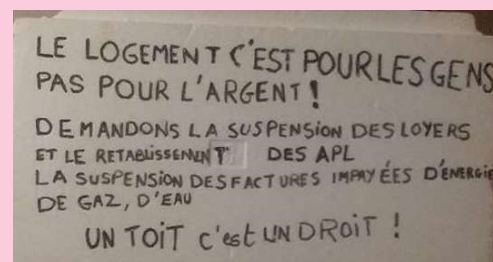 LE LOGEMENT C'EST POUR LES GENS
PAS POUR L'ARGENT !
DEMANDONS LA SUSPENSION DES LOYERS
ET LE RETABLISSEMENT DES APL
LA SUSPENSION DES FACTURES IMPAYÉES D'ÉNERGIE
DE GAZ, D'EAU
UN TOIT C'EST UN DROIT !